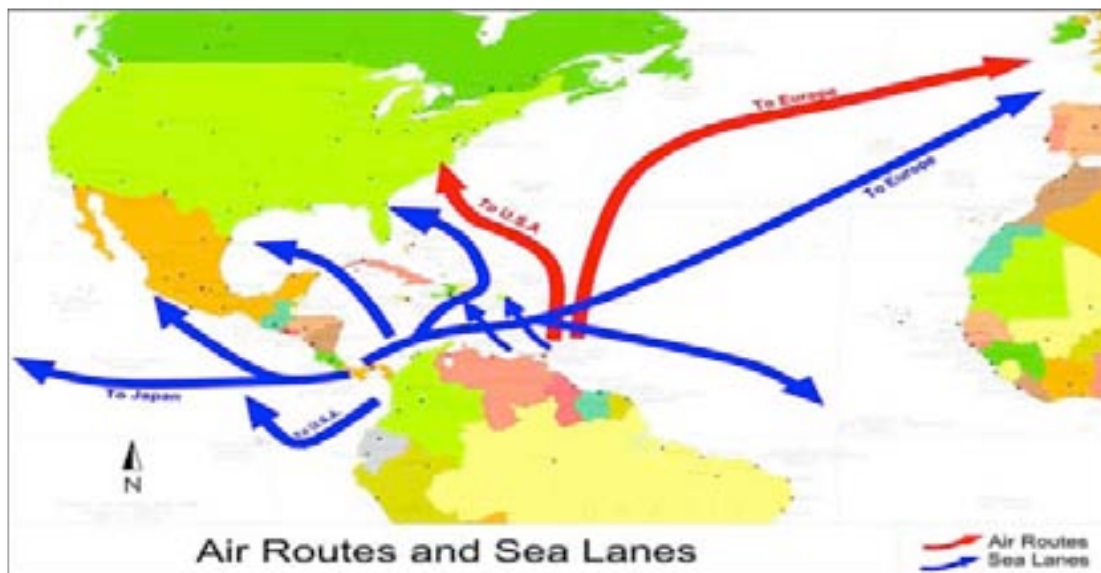 To Europe
To U.S.A
To Europe
To Japan
To U.S.A.
N
Air Routes and Sea Lanes
Air Routes
Sea Lanes